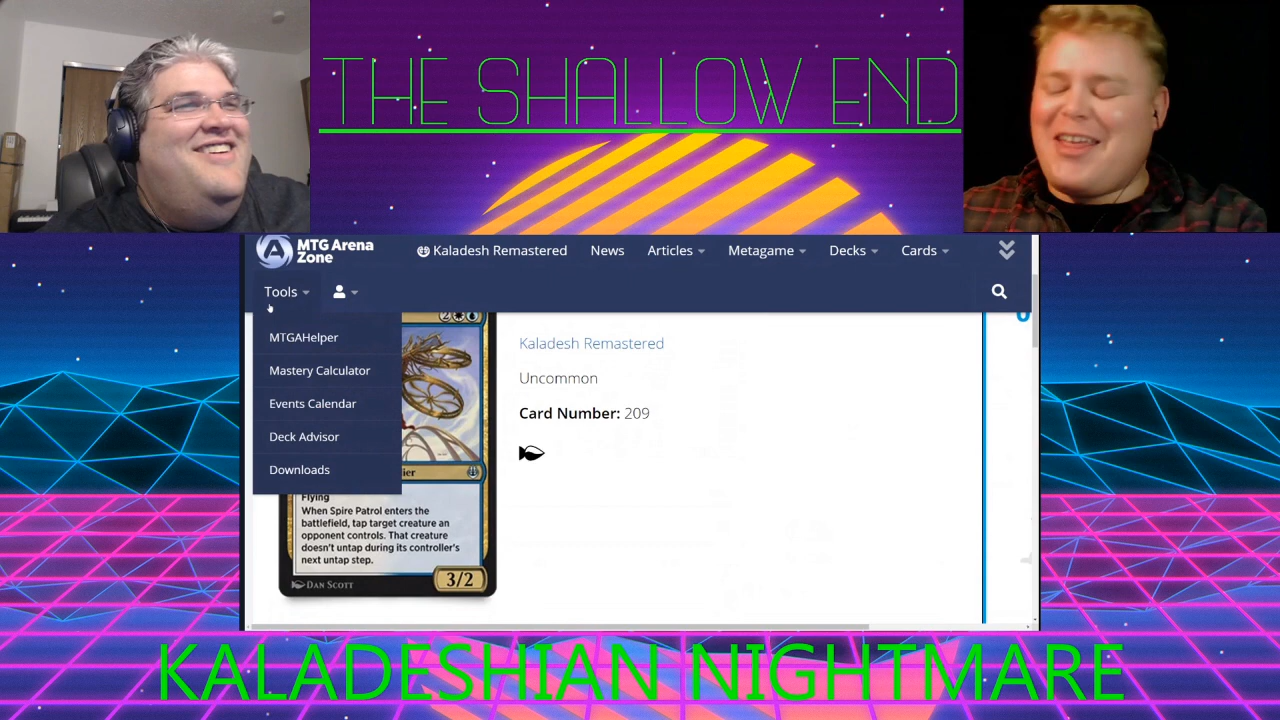 THE SHALLOW END
MTG Arena
Zone
Kaladesh Remastered
News
Articles
Metagame
Decks
Cards
Tools
MTGAHelper
Mastery Calculator
Events Calendar
Deck Advisor
Downloads
2
Kaladesh Remastered
Uncommon
Card Number: 209
Flying
When Spire Patrol enters the
battlefield, tap target creature an
opponent controls. That creature
doesn't untap during its controller's
next untap step.
DAN SCOTT
3/2
KALADESHIAN NIGHTMARE